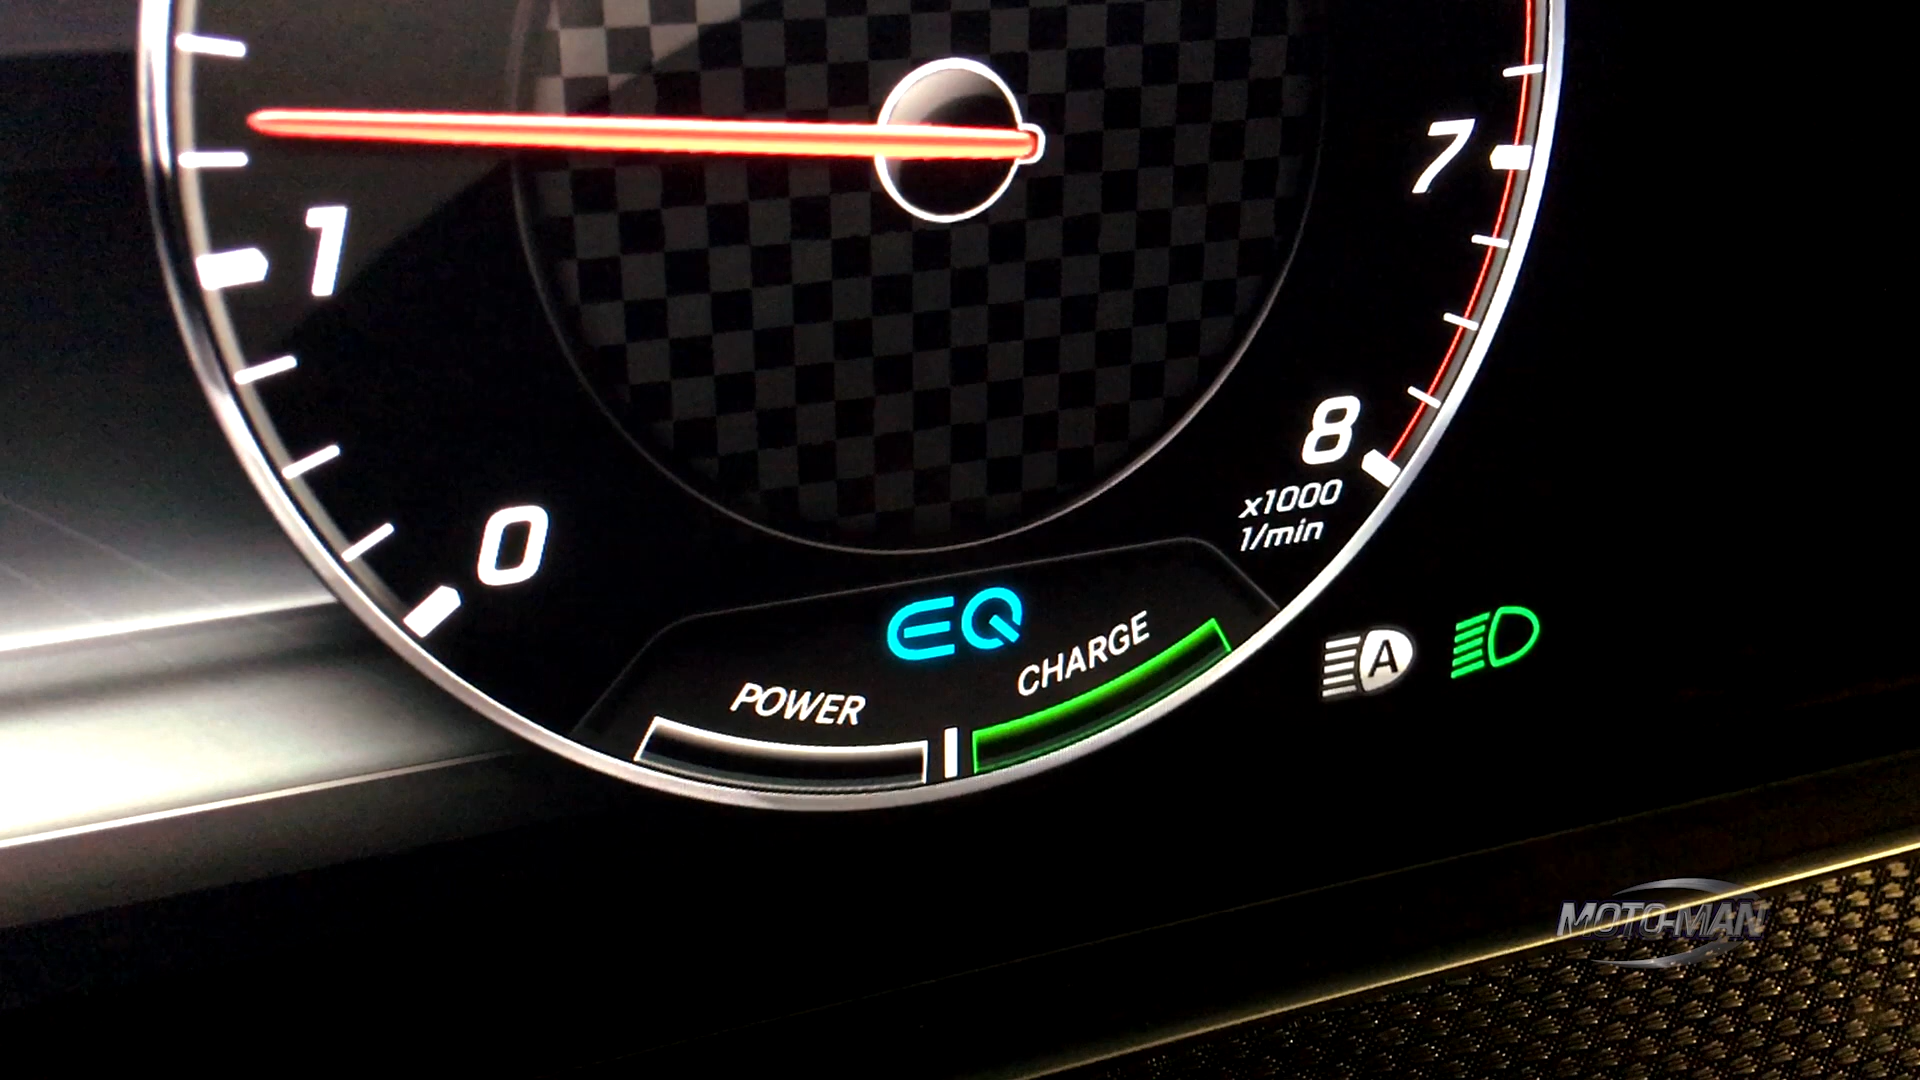 1
7
0
8
x1000
1/min
EQ
POWER
CHARGE
A
MOTO-MAN